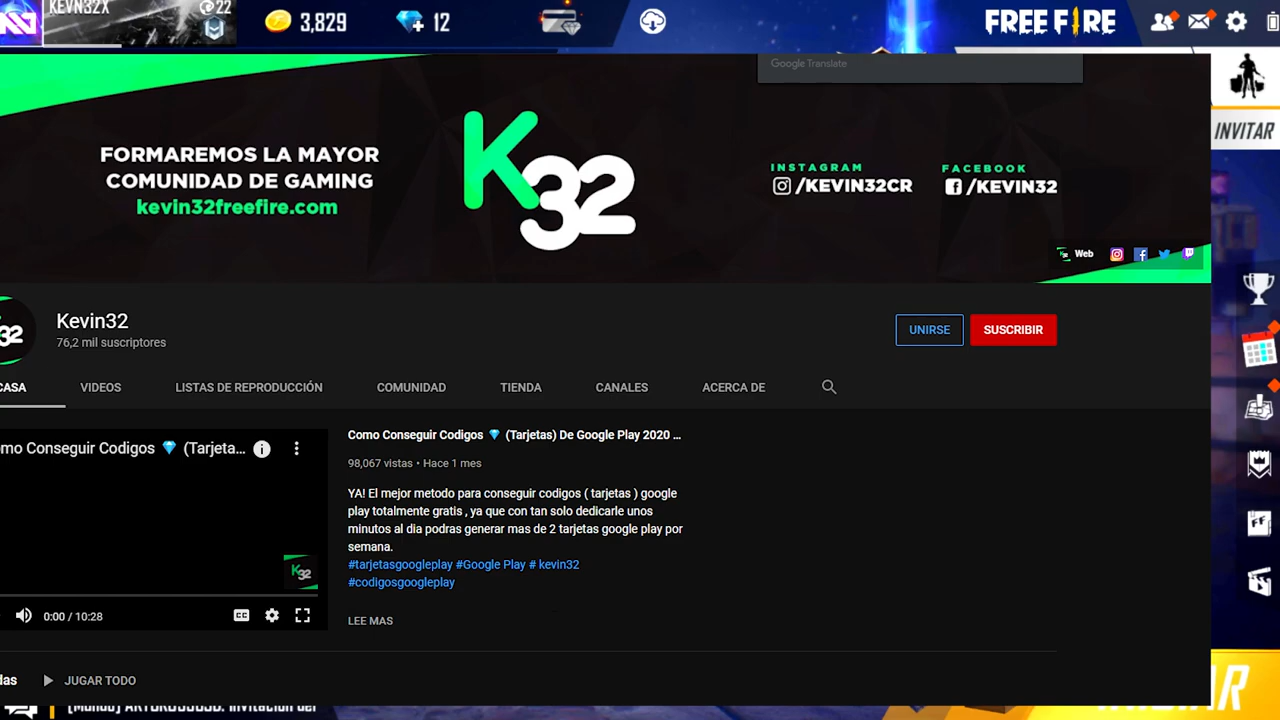 KEVN32X
22
3,829
12
FREE FIRE
Google Translate
INVITAR
FORMAREMOS LA MAYOR
COMUNIDAD DE GAMING
kevin32freefire.com
K32
INSTAGRAM
/KEVIN32CR
FACEBOOK
/KEVIN32
Web
Kevin32
76,2 mil suscriptores
UNIRSE
SUSCRIBIR
CASA
VIDEOS
LISTAS DE REPRODUCCIÓN
COMUNIDAD
TIENDA
CANALES
ACERCA DE
omo Conseguir Codigos 💎 (Tarjeta...
K32
0:00 / 10:28
Como Conseguir Codigos 💎 (Tarjetas) De Google Play 2020 ...
98,067 vistas • Hace 1 mes
YA! El mejor metodo para conseguir codigos ( tarjetas ) google
play totalmente gratis , ya que con tan solo dedicarle unos
minutos al dia podras generar mas de 2 tarjetas google play por
semana.
#tarjetasgoogleplay #Google Play # kevin32
#codigosgoogleplay
LEE MAS
das
JUGAR TODO
FF